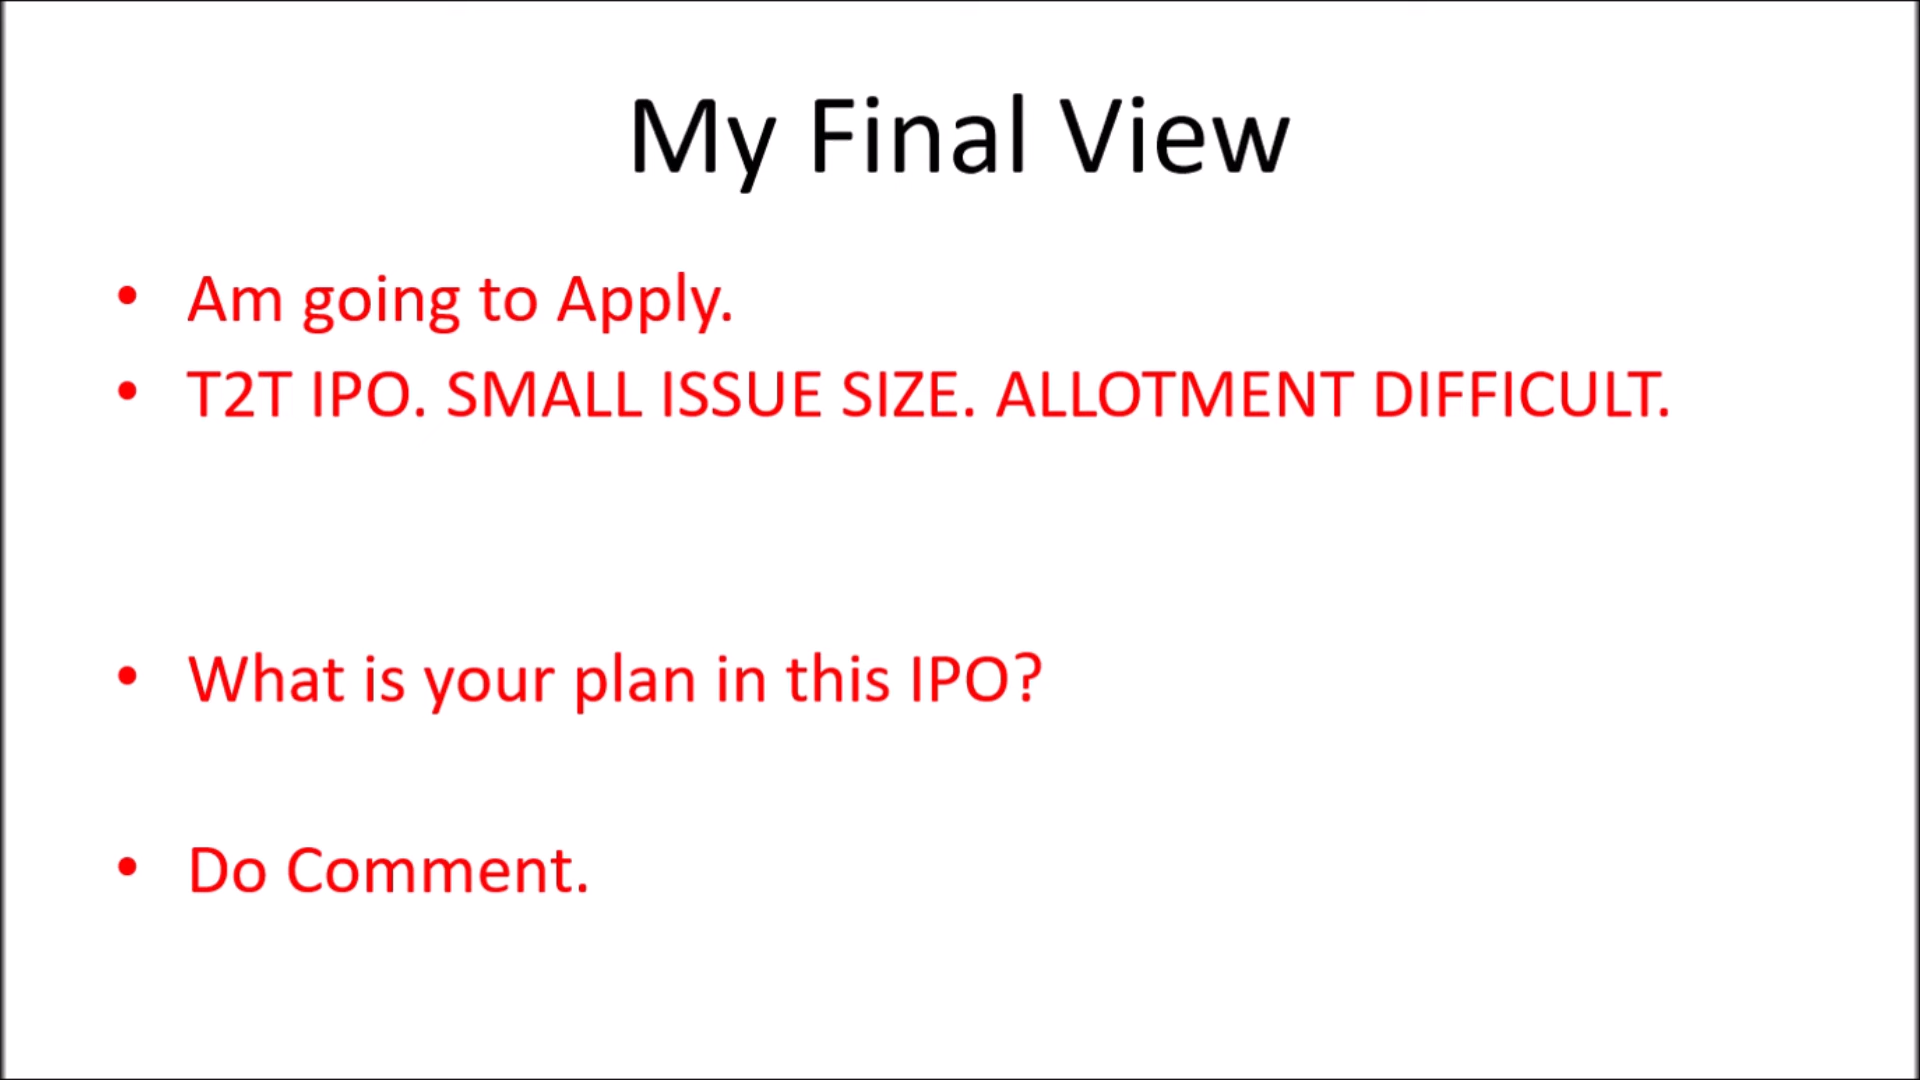 My Final View
• Am going to Apply.
• T2T IPO. SMALL ISSUE SIZE. ALLOTMENT DIFFICULT.
• What is your plan in this IPO?
• Do Comment.